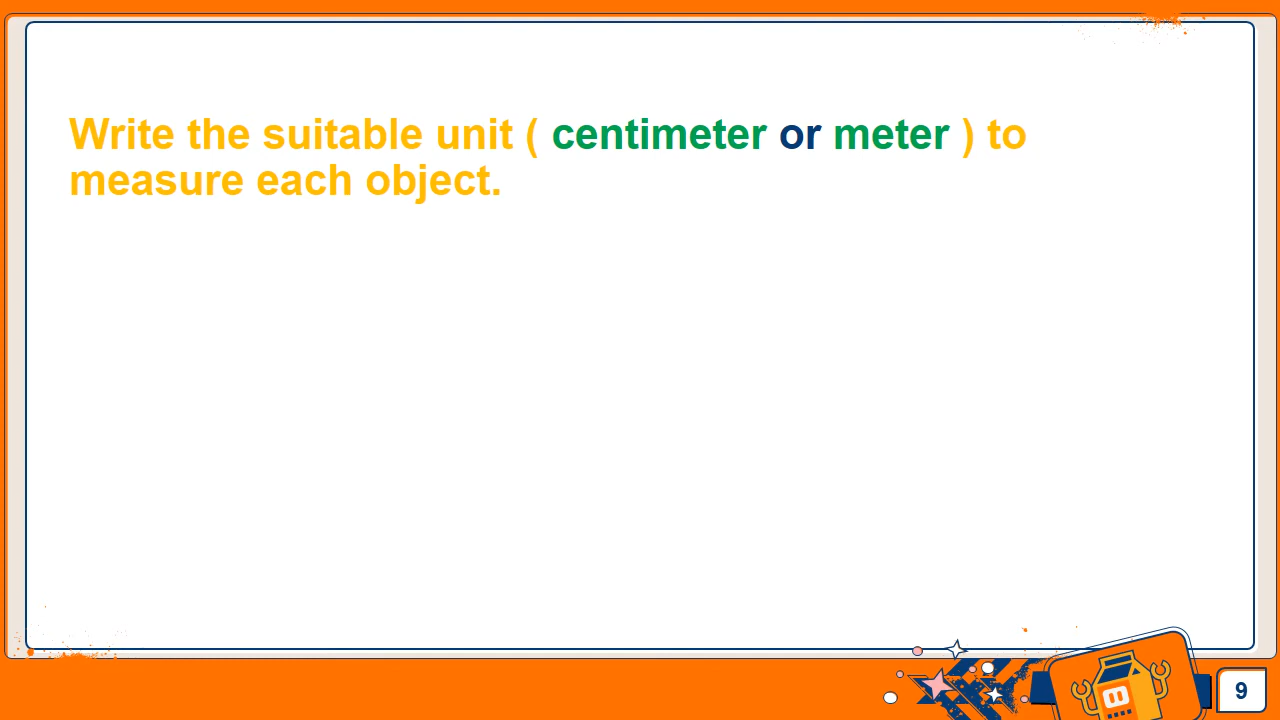 Write the suitable unit ( centimeter or meter ) to
measure each object.
9